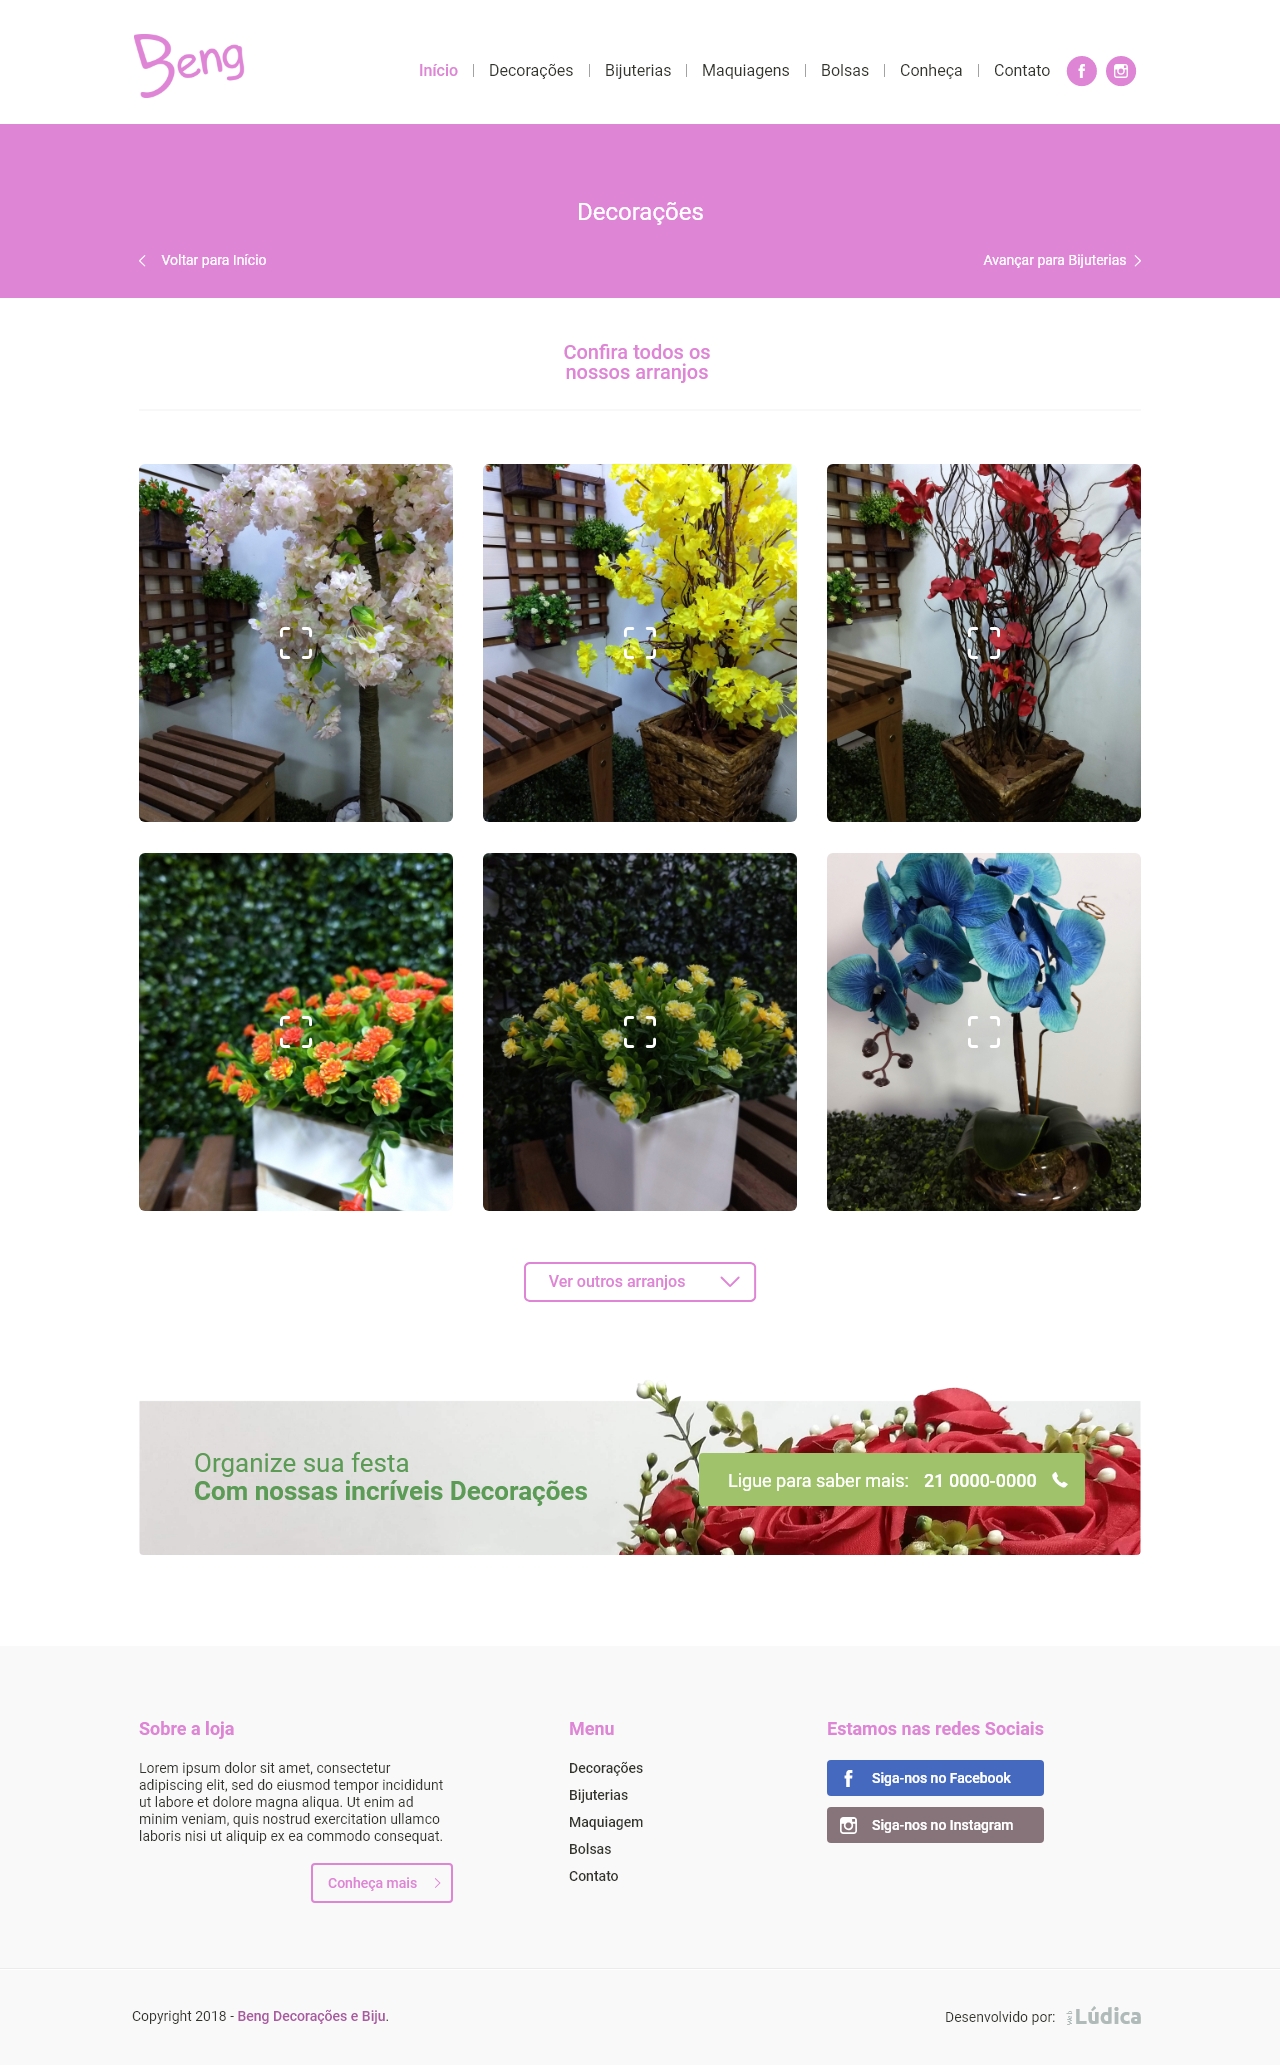 Beng
Início
Decorações
Bijuterias
Maquiagens
Bolsas
Conheça
Contato
Decorações
Voltar para Início
Avançar para Bijuterias
Confira todos os
nossos arranjos
Ver outros arranjos
Organize sua festa
Com nossas incríveis Decorações
Ligue para saber mais: 21 0000-0000
Sobre a loja
Lorem ipsum dolor sit amet, consectetur
adipiscing elit, sed do eiusmod tempor incididunt
ut labore et dolore magna aliqua. Ut enim ad
minim veniam, quis nostrud exercitation ullamco
laboris nisi ut aliquip ex ea commodo consequat.
Conheça mais
Menu
Decorações
Bijuterias
Maquiagem
Bolsas
Contato
Estamos nas redes Sociais
Siga-nos no Facebook
Siga-nos no Instagram
Copyright 2018 - Beng Decorações e Biju.
Desenvolvido por: Lúdica